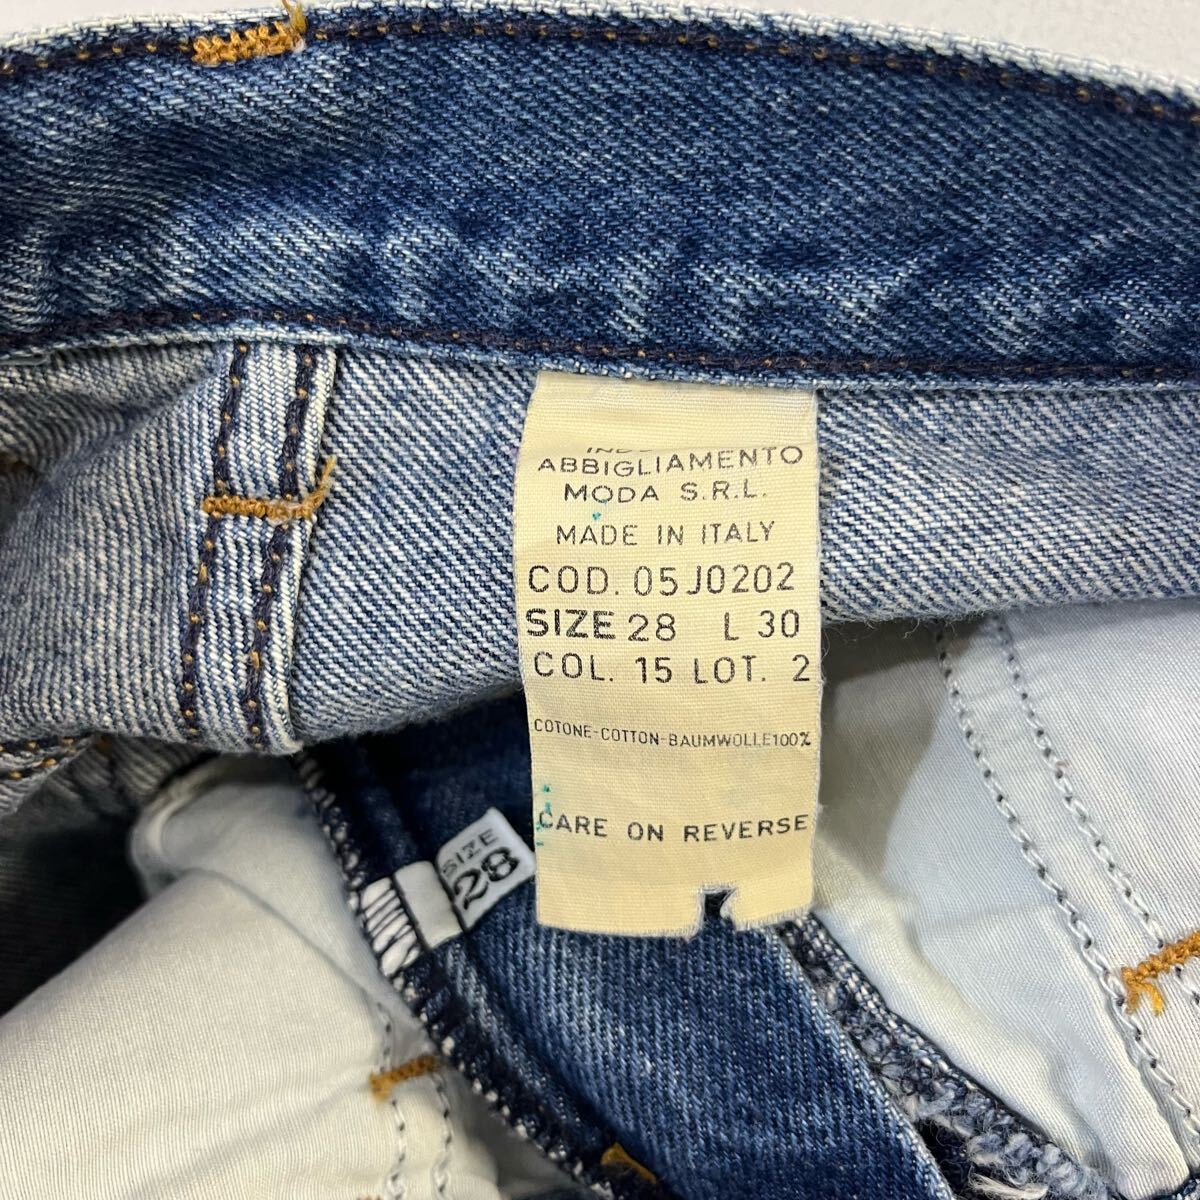 ABBIGLIAMENTO
MODA S.R.L.
MADE IN ITALY
COD. 05J0202
SIZE 28 L 30
COL. 15 LOT. 2
COTONE-COTTON-BAUMWOLLE100%
CARE ON REVERSE
SIZE
28